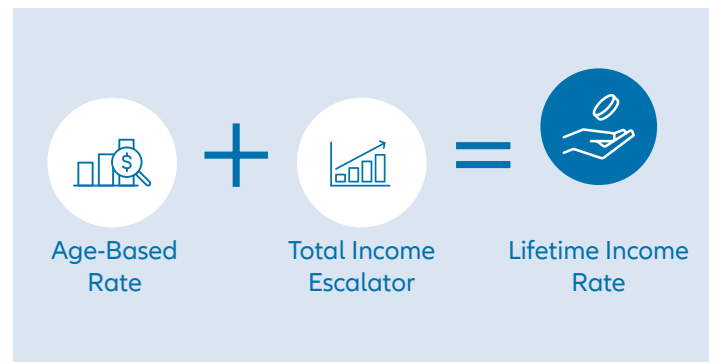 $
+
=
Age-Based
Rate
Total Income
Escalator
Lifetime Income
Rate